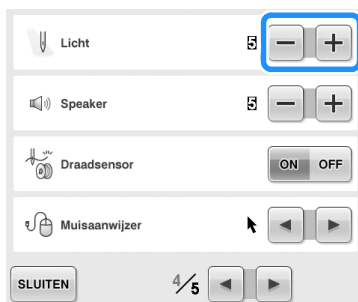 Licht 5 − +
Speaker 5 − +
Draadsensor ON OFF
Muisaanwijzer
SLUITEN 4/5